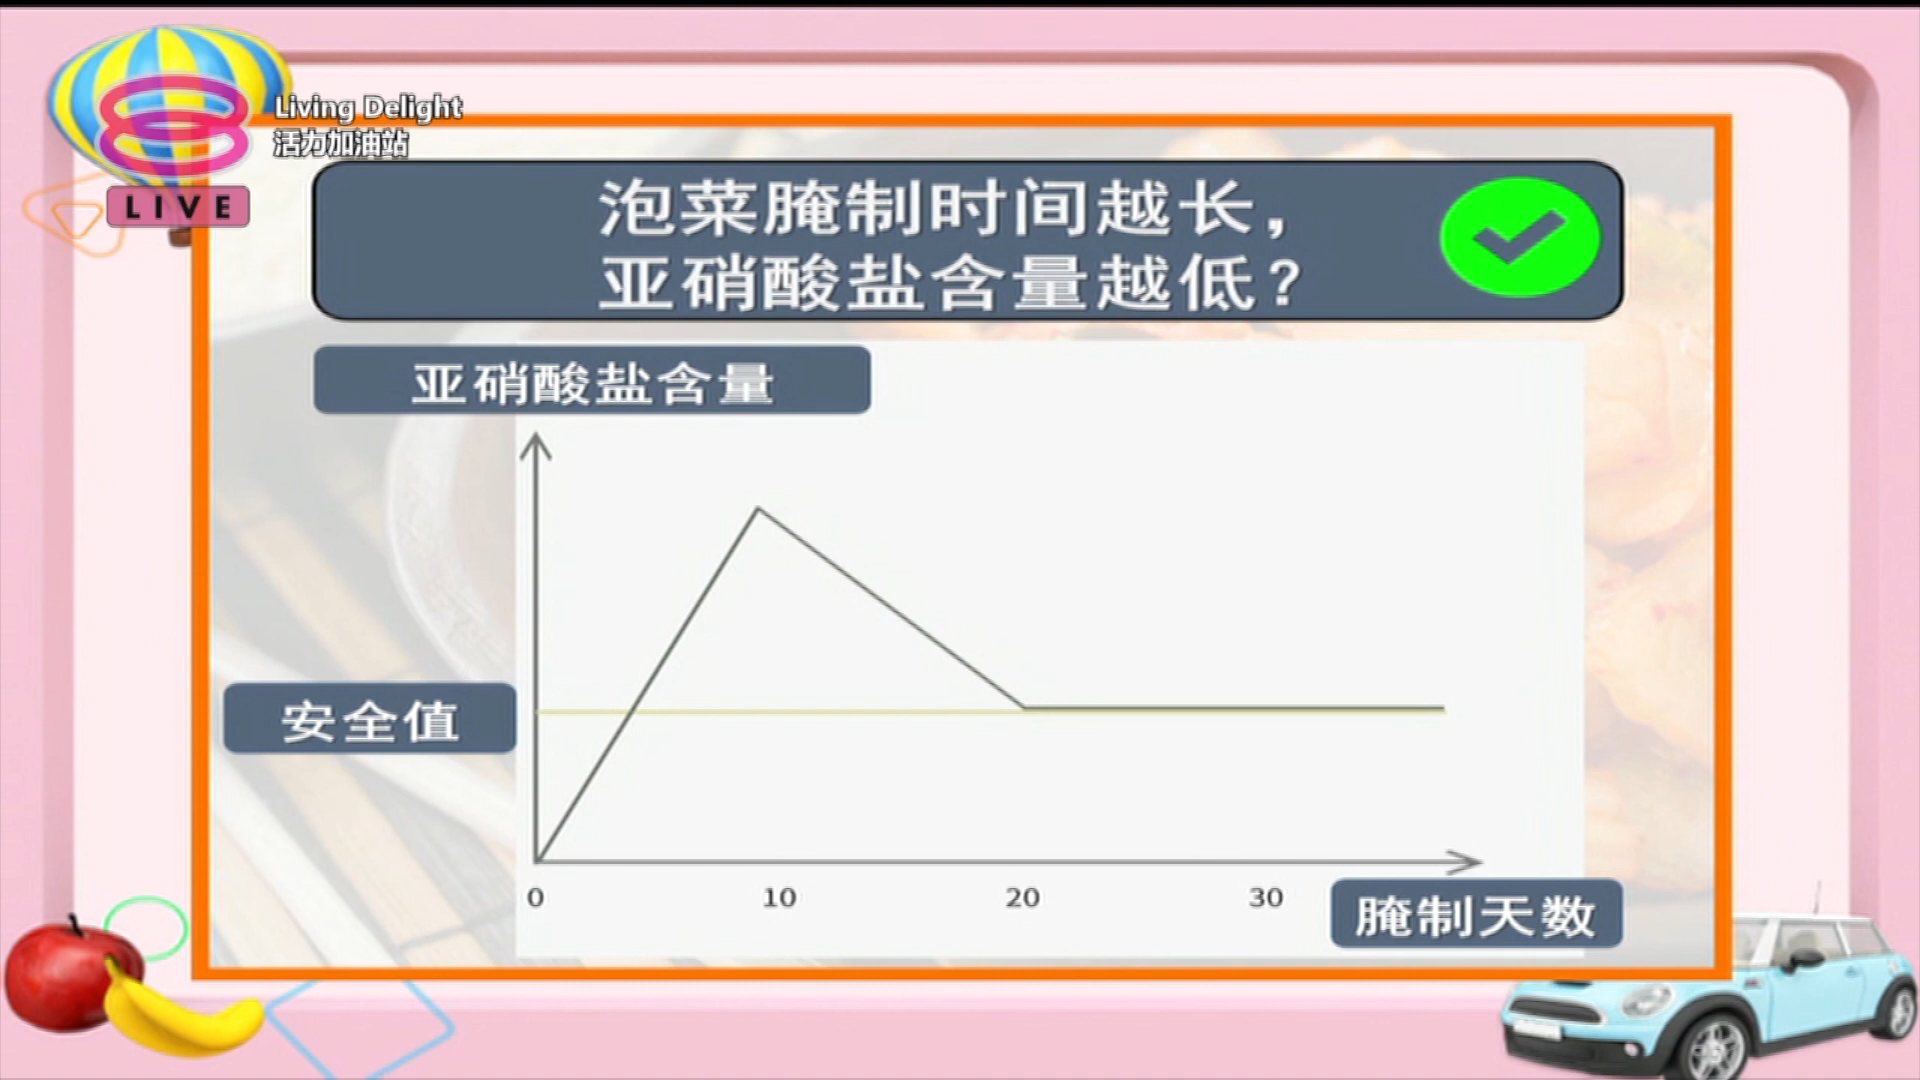 Living Delight
活力加油站
LIVE
泡菜腌制时间越长，
亚硝酸盐含量越低？
亚硝酸盐含量
安全值
0 10 20 30
腌制天数